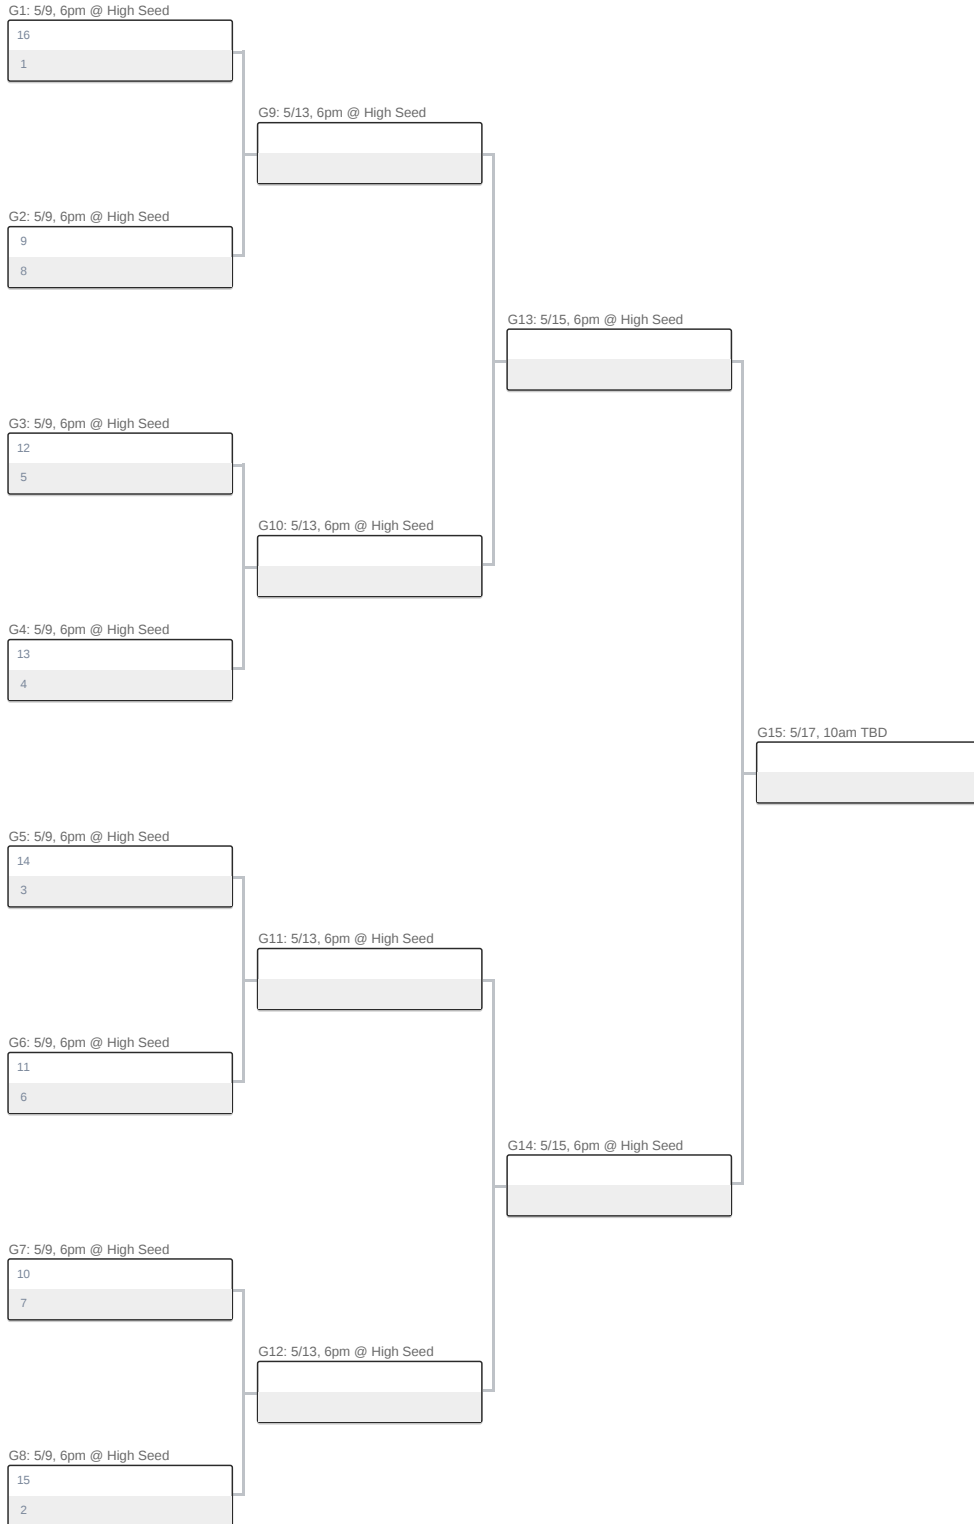 G1: 5/9, 6pm @ High Seed
16
1
G9: 5/13, 6pm @ High Seed
G2: 5/9, 6pm @ High Seed
9
8
G13: 5/15, 6pm @ High Seed
G3: 5/9, 6pm @ High Seed
12
5
G10: 5/13, 6pm @ High Seed
G4: 5/9, 6pm @ High Seed
13
4
G15: 5/17, 10am TBD
G5: 5/9, 6pm @ High Seed
14
3
G11: 5/13, 6pm @ High Seed
G6: 5/9, 6pm @ High Seed
11
6
G14: 5/15, 6pm @ High Seed
G7: 5/9, 6pm @ High Seed
10
7
G12: 5/13, 6pm @ High Seed
G8: 5/9, 6pm @ High Seed
15
2